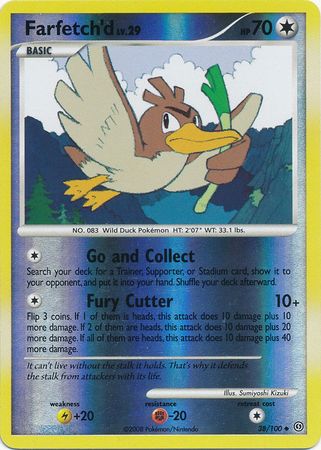 Farfetch'd LV.29 HP 70
BASIC
NO. 083 Wild Duck Pokémon HT: 2'07" WT: 33.1 lbs.
Go and Collect
Search your deck for a Trainer, Supporter, or Stadium card, show it to
your opponent, and put it into your hand. Shuffle your deck afterward.
Fury Cutter 10+
Flip 3 coins. If 1 of them is heads, this attack does 10 damage plus 10
more damage. If 2 of them are heads, this attack does 10 damage plus 20
more damage. If all of them are heads, this attack does 10 damage plus 40
more damage.
It can't live without the stalk it holds. That's why it defends
the stalk from attackers with its life.
Illus. Sumiyoshi Kizuki
weakness resistance retreat cost
+20 -20
©2008 Pokémon/Nintendo 38/100